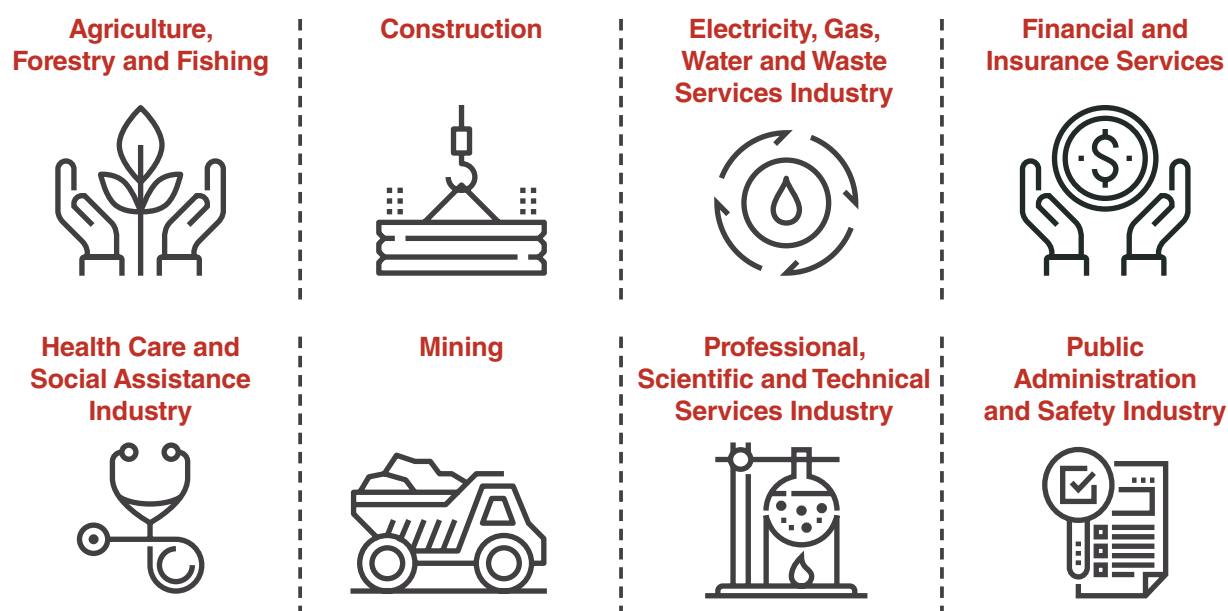 Agriculture,
Forestry and Fishing
Construction
Electricity, Gas,
Water and Waste
Services Industry
Financial and
Insurance Services
Health Care and
Social Assistance
Industry
Mining
Professional,
Scientific and Technical
Services Industry
Public
Administration
and Safety Industry
$